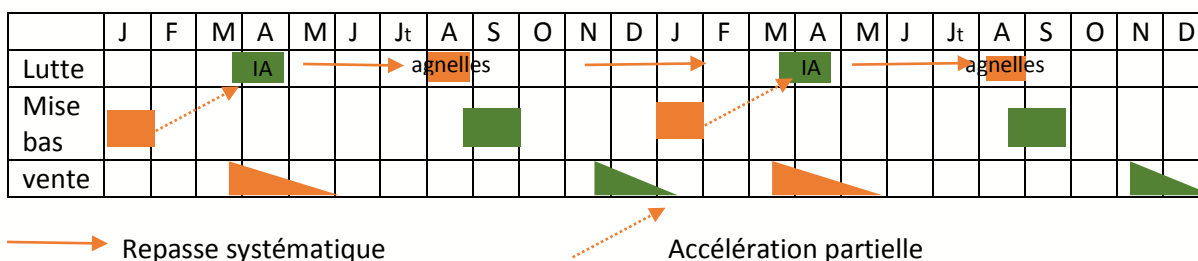 J F M A M J Jt A S O N D J F M A M J Jt A S O N D
Lutte IA agnelles IA agnelles
Mise
bas
vente
Repasse systématique Accélération partielle